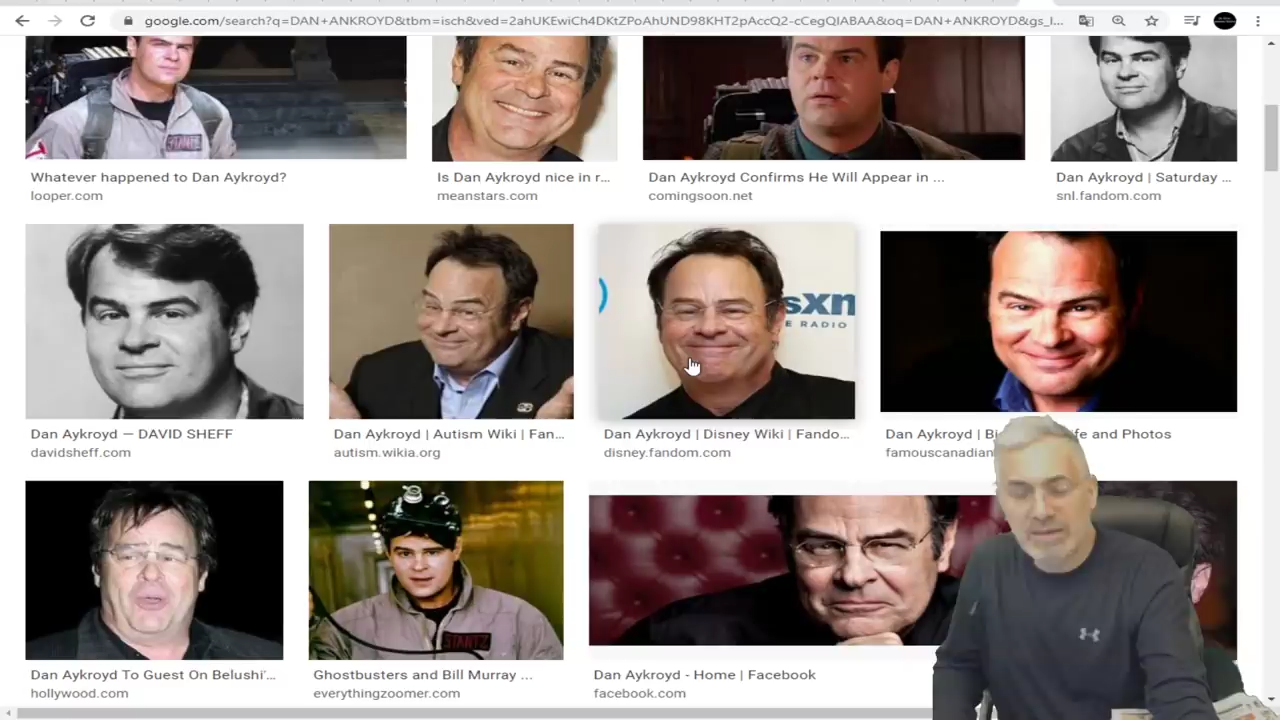 google.com/search?q=DAN+ANKROYD&tbm=isch&ved=2ahUKEwiCh4DKtZPoAhUND98KHT2pAccQ2-cCegQIABAA&oq=DAN+ANKROYD&gs_l...
STANTZ
Whatever happened to Dan Aykroyd?
looper.com
Is Dan Aykroyd nice in r...
meanstars.com
Dan Aykroyd Confirms He Will Appear in ...
comingsoon.net
Dan Aykroyd | Saturday ...
snl.fandom.com
sxm
E RADIO
Dan Aykroyd — DAVID SHEFF
davidsheff.com
Dan Aykroyd | Autism Wiki | Fan...
autism.wikia.org
Dan Aykroyd | Disney Wiki | Fando...
disney.fandom.com
Dan Aykroyd | Bi fe and Photos
famouscanadian
STANTZ
Dan Aykroyd To Guest On Belushi'...
hollywood.com
Ghostbusters and Bill Murray ...
everythingzoomer.com
Dan Aykroyd - Home | Facebook
facebook.com